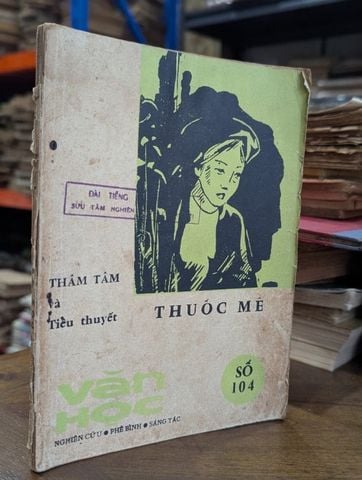 ĐÀI TIẾNG
SƯU TẦM NGHIÊN
THÂM TÂM
và
Tiểu thuyết
THUỐC MÊ
SỐ
104
văn
HỌC
NGHIÊN CỨU • PHÊ BÌNH • SÁNG TÁC